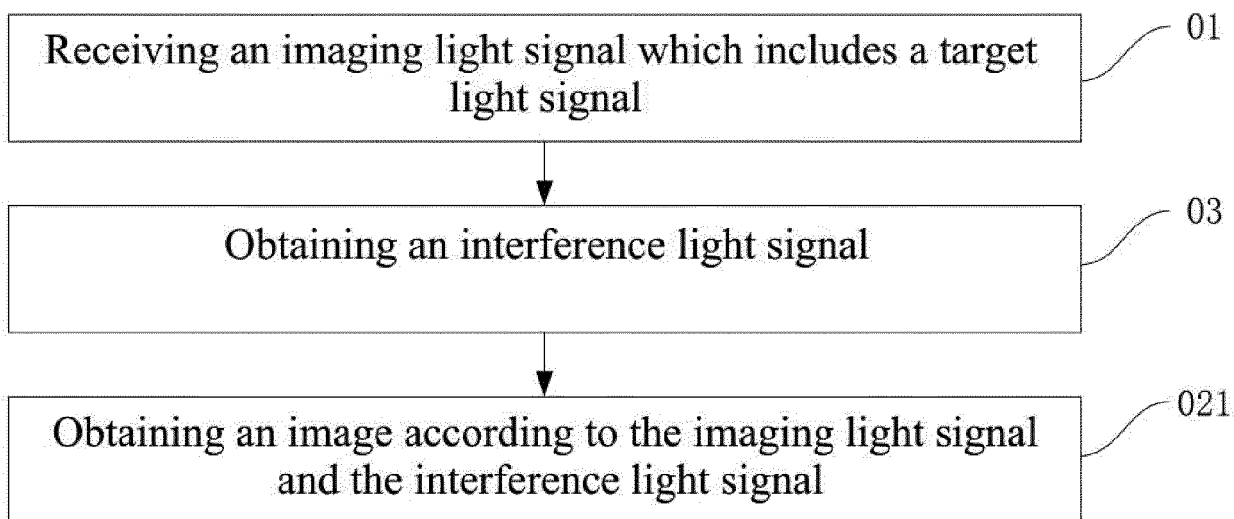 Receiving an imaging light signal which includes a target
light signal
01
Obtaining an interference light signal
03
Obtaining an image according to the imaging light signal
and the interference light signal
021